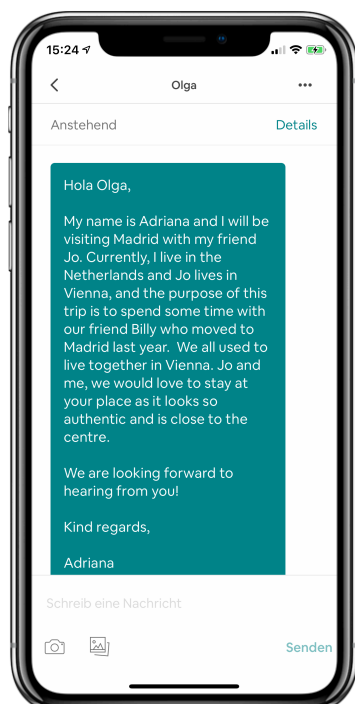 15:24
Olga
Anstehend Details
Hola Olga,
My name is Adriana and I will be
visiting Madrid with my friend
Jo. Currently, I live in the
Netherlands and Jo lives in
Vienna, and the purpose of this
trip is to spend some time with
our friend Billy who moved to
Madrid last year.  We all used to
live together in Vienna. Jo and
me, we would love to stay at
your place as it looks so
authentic and is close to the
centre.
We are looking forward to
hearing from you!
Kind regards,
Adriana
Schreib eine Nachricht
Senden